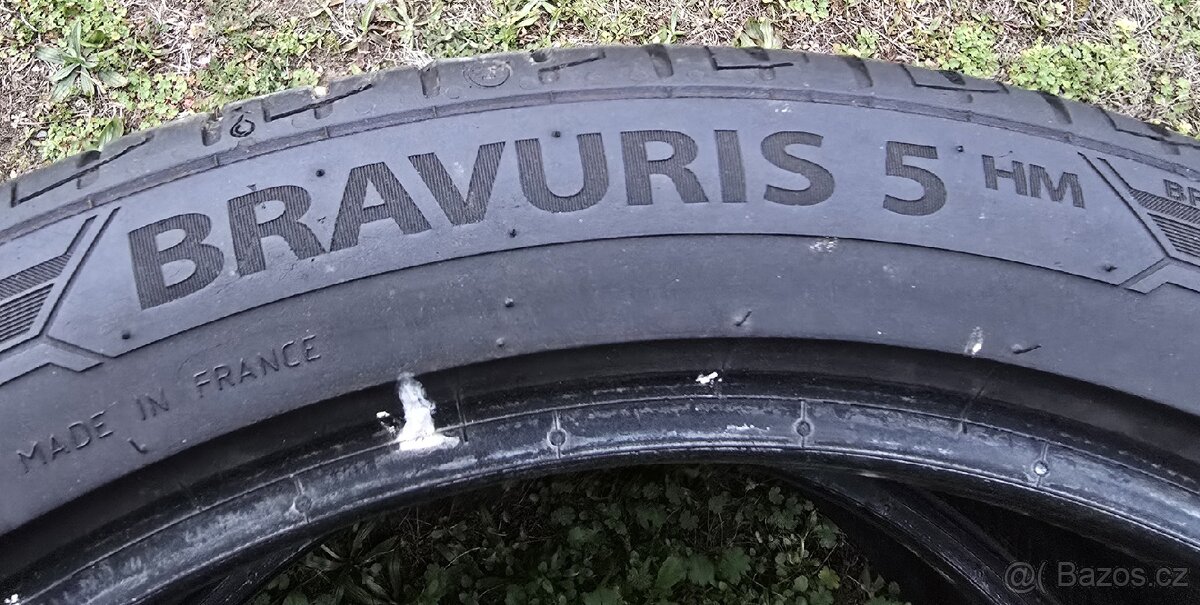 BRAVURIS 5 HM
MADE IN FRANCE
@( Bazos.cz